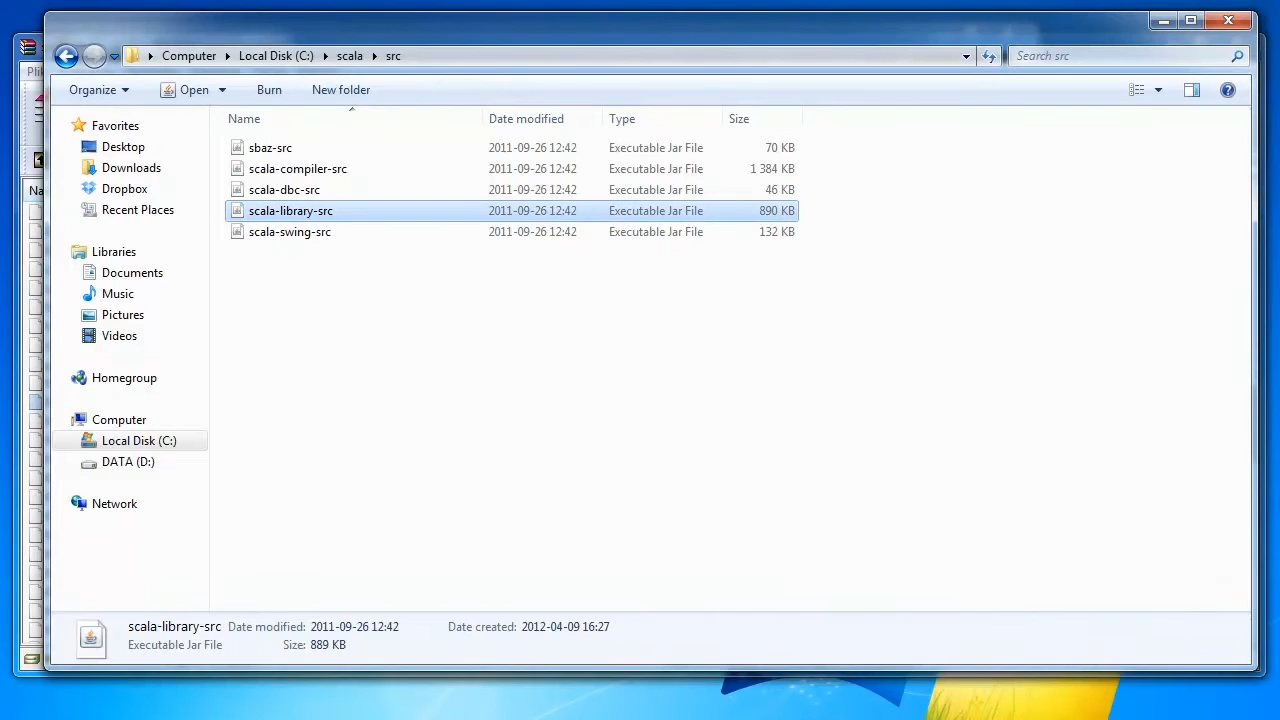 Pli
Na
Computer Local Disk (C:) scala src
Search src
Organize Open Burn New folder
Name Date modified Type Size
sbaz-src 2011-09-26 12:42 Executable Jar File 70 KB
scala-compiler-src 2011-09-26 12:42 Executable Jar File 1 384 KB
scala-dbc-src 2011-09-26 12:42 Executable Jar File 46 KB
scala-library-src 2011-09-26 12:42 Executable Jar File 890 KB
scala-swing-src 2011-09-26 12:42 Executable Jar File 132 KB
Favorites
Desktop
Downloads
Dropbox
Recent Places
Libraries
Documents
Music
Pictures
Videos
Homegroup
Computer
Local Disk (C:)
DATA (D:)
Network
scala-library-src Date modified: 2011-09-26 12:42 Date created: 2012-04-09 16:27
Executable Jar File Size: 889 KB